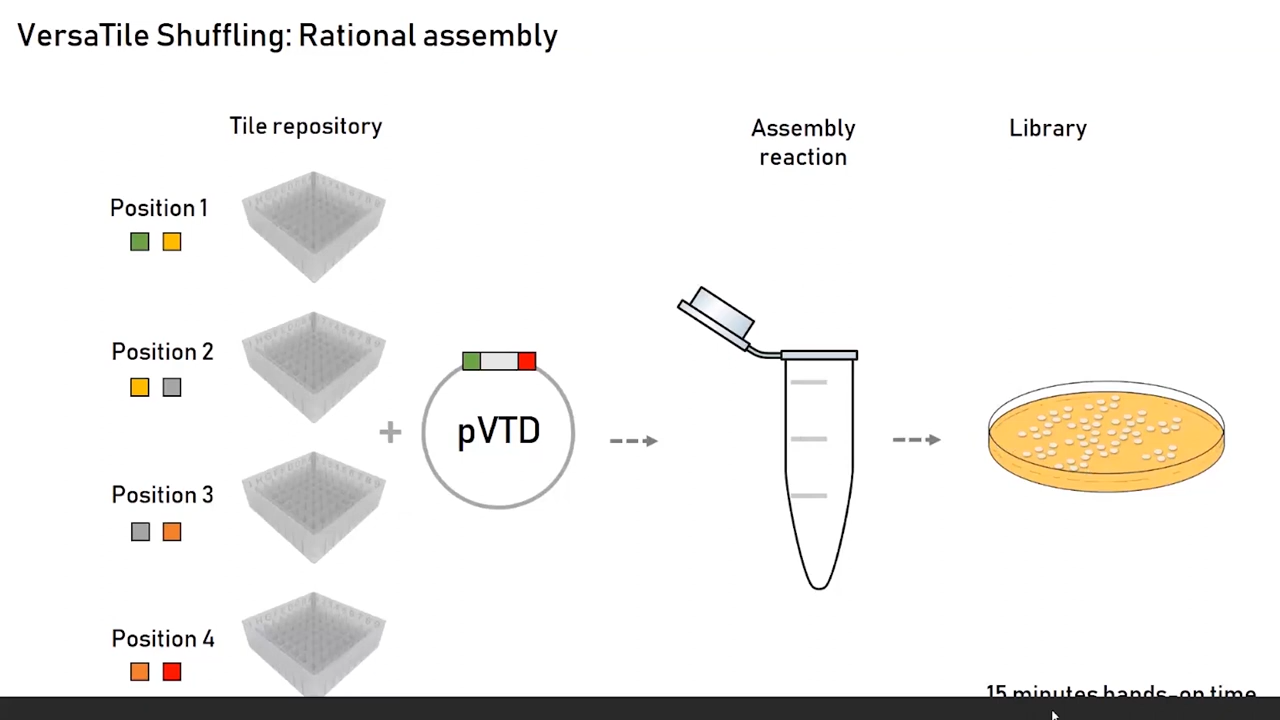 VersaTile Shuffling: Rational assembly
Tile repository
Assembly
reaction
Library
Position 1
Position 2
pVTD
Position 3
Position 4
15 minutes hands-on time